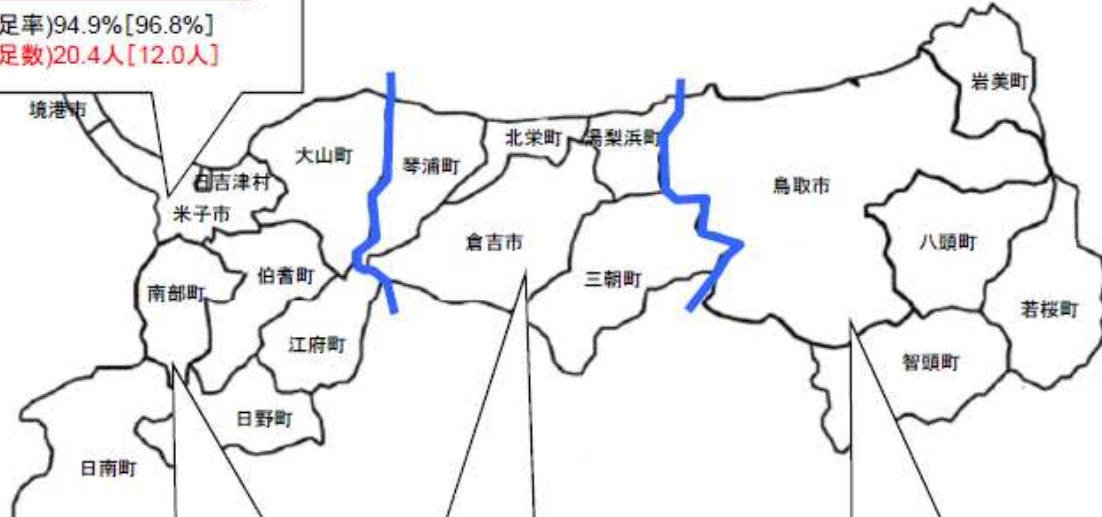 足率)94.9%[96.8%]
足数)20.4人[12.0人]
境港市
岩美町
北栄町
湯梨浜町
大山町
琴浦町
日吉津村
鳥取市
米子市
倉吉市
八頭町
伯耆町
三朝町
南部町
若桜町
江府町
智頭町
日野町
日南町